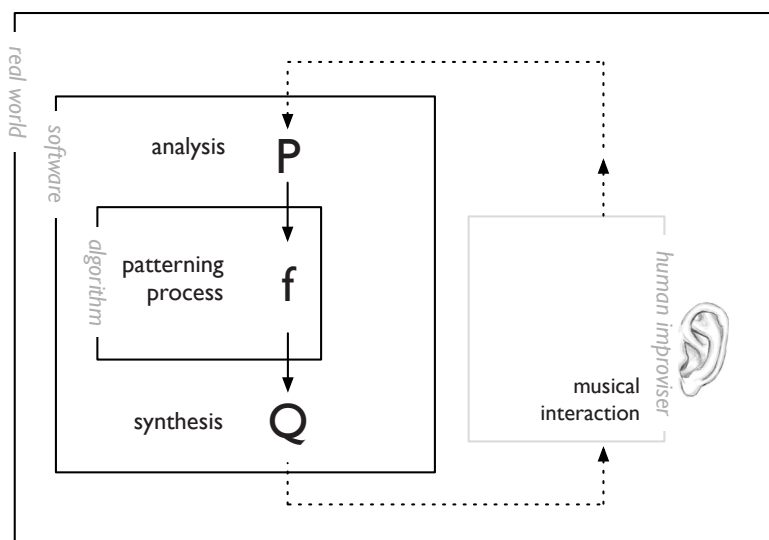 real world
software
analysis
P
algorithm
patterning
process
f
synthesis
Q
human improviser
musical
interaction